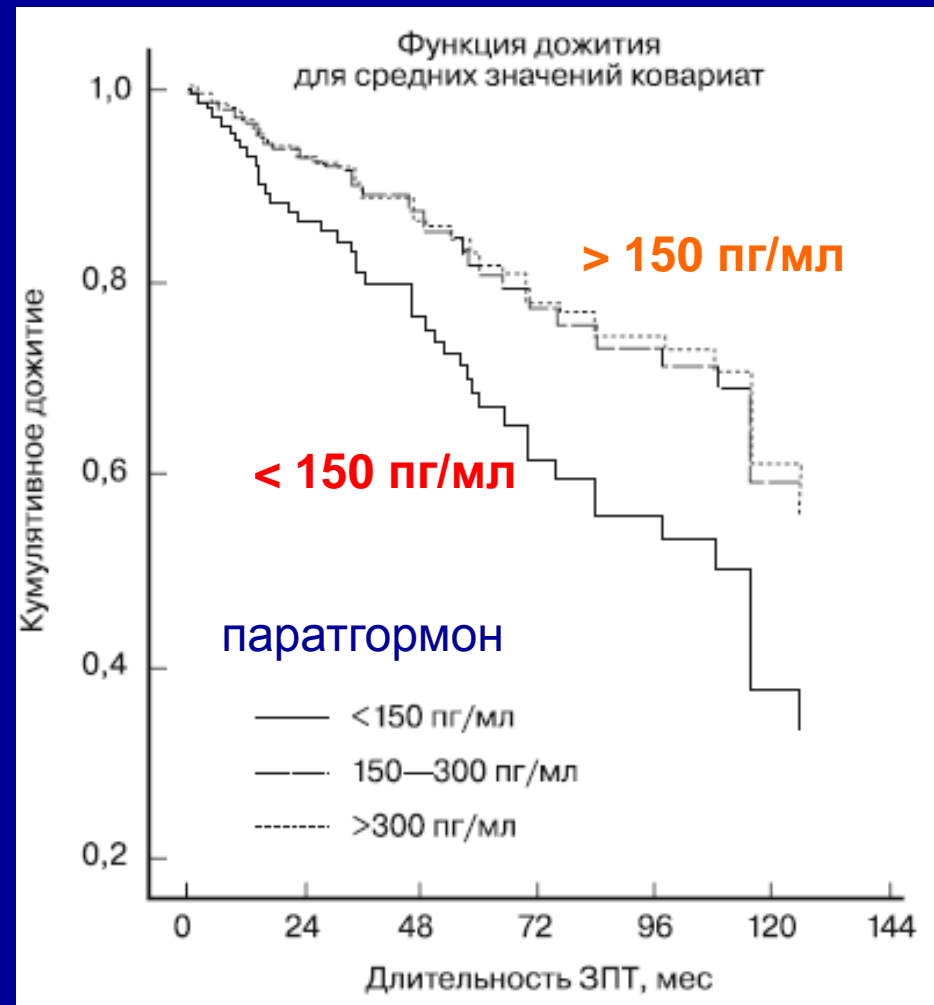 Функция дожития
для средних значений ковариат
Кумулятивное дожитие
1,0
0,8
0,6
0,4
0,2
> 150 пг/мл
< 150 пг/мл
паратгормон
<150 пг/мл
150—300 пг/мл
>300 пг/мл
0 24 48 72 96 120 144
Длительность ЗПТ, мес